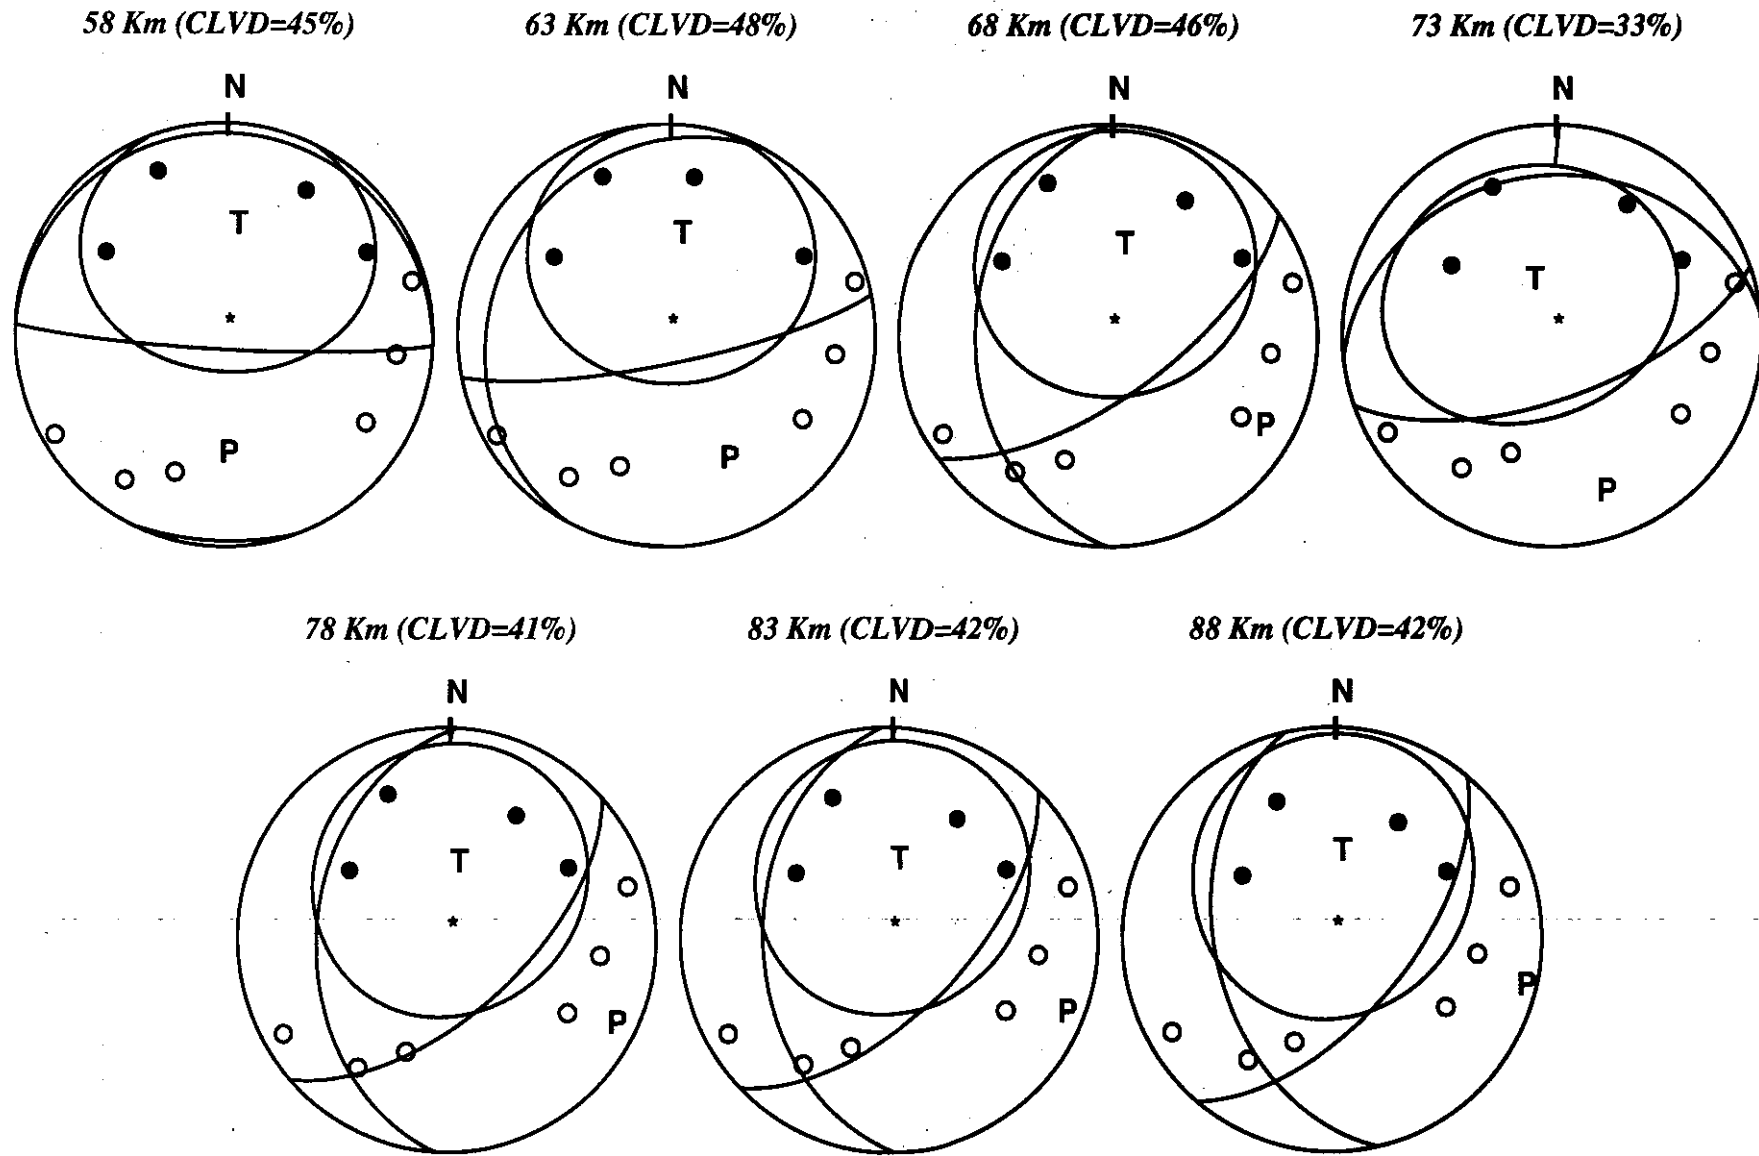 58 Km (CLVD=45%) 63 Km (CLVD=48%) 68 Km (CLVD=46%) 73 Km (CLVD=33%)
N N N N
T T T T
* * * *
P P P P
78 Km (CLVD=41%) 83 Km (CLVD=42%) 88 Km (CLVD=42%)
N N N
T T T
* * *
P P P